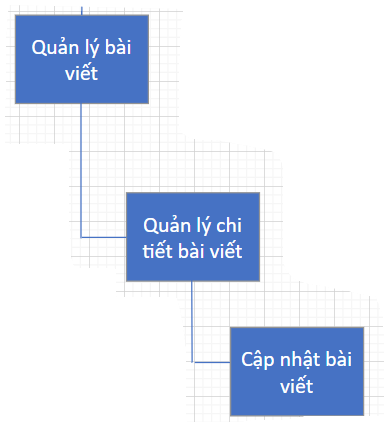 Quản lý bài
viết
Quản lý chi
tiết bài viết
Cập nhật bài
viết